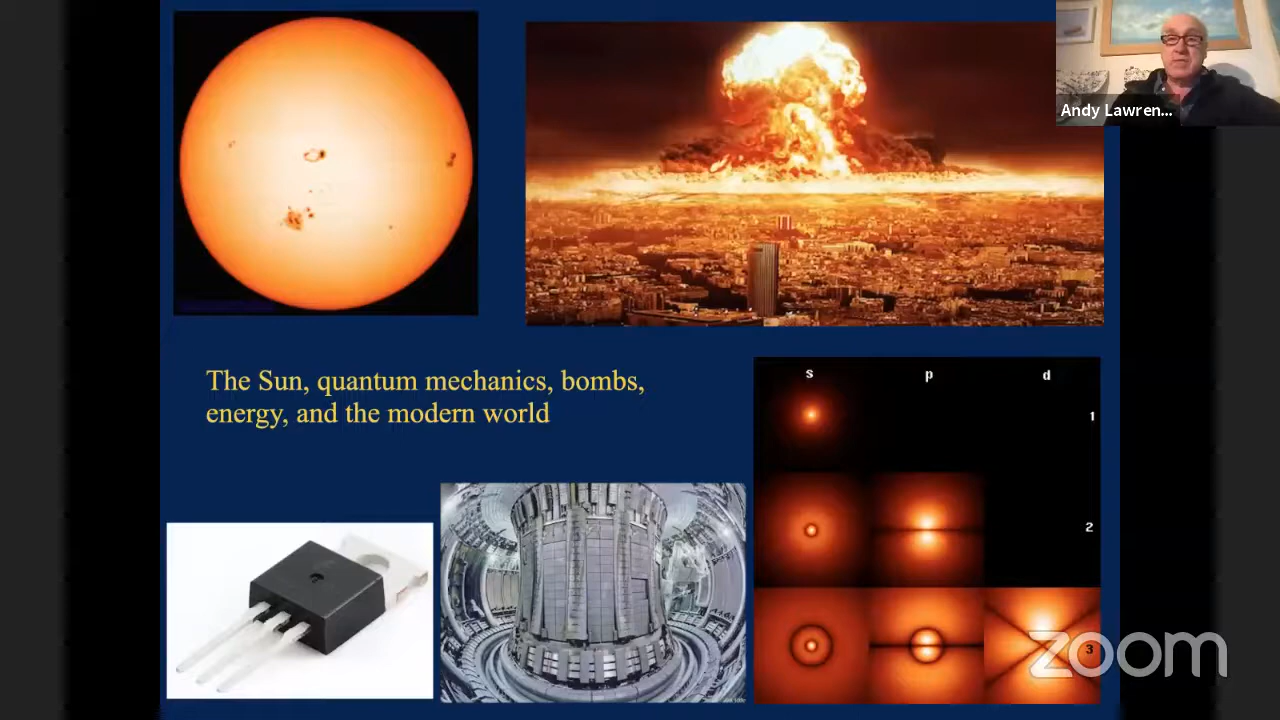 Andy Lawren...
The Sun, quantum mechanics, bombs,
energy, and the modern world
s p d
1
2
3
zoom